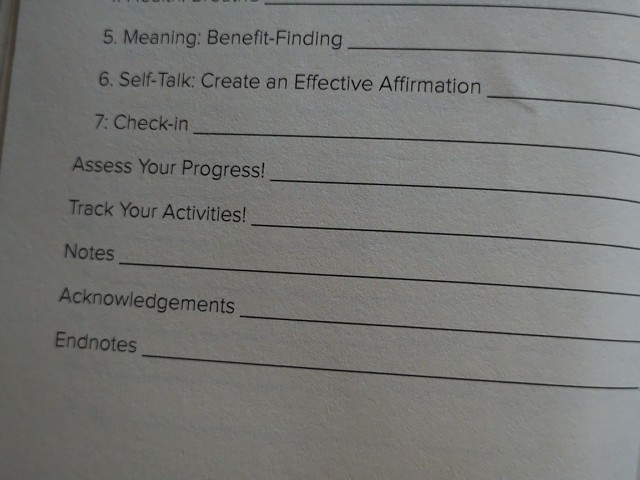 5. Meaning: Benefit-Finding
6. Self-Talk: Create an Effective Affirmation
7: Check-in
Assess Your Progress!
Track Your Activities!
Notes
Acknowledgements
Endnotes